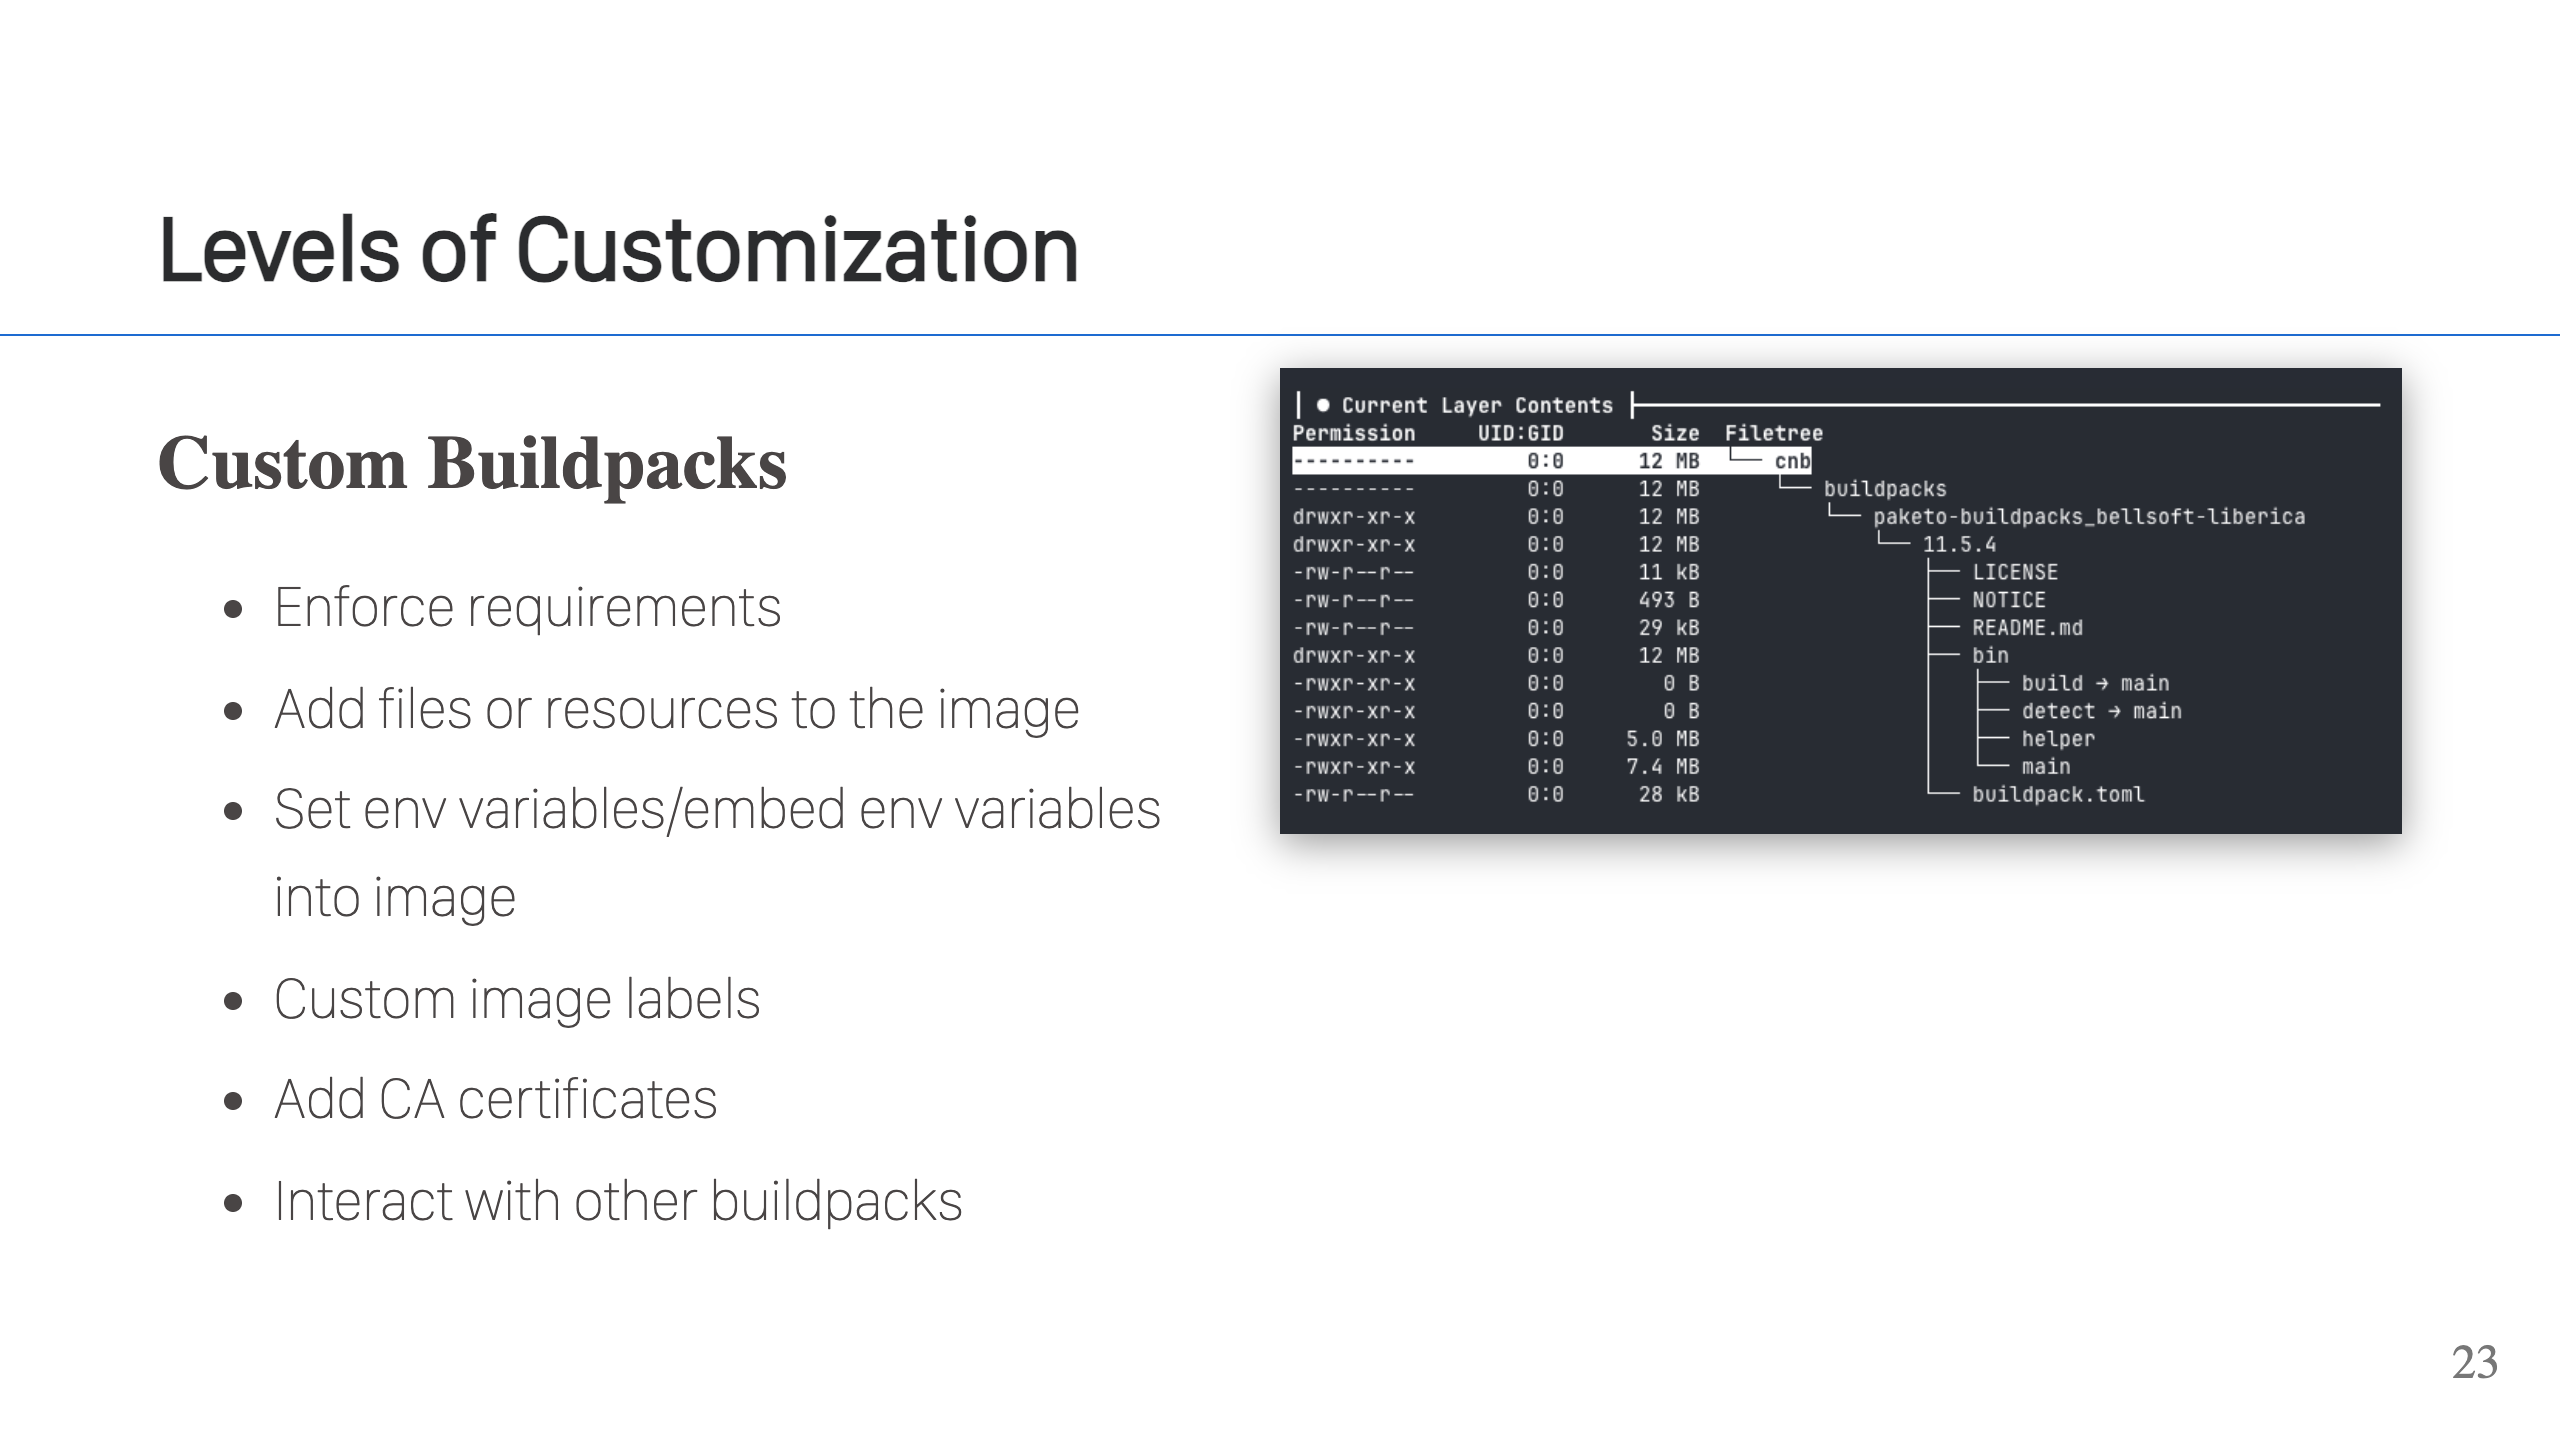 Levels of Customization
Custom Buildpacks
• Enforce requirements
• Add files or resources to the image
• Set env variables/embed env variables
into image
• Custom image labels
• Add CA certificates
• Interact with other buildpacks
│ ● Current Layer Contents ├──────────
Permission UID:GID Size Filetree
---------- 0:0 12 MB └── cnb
---------- 0:0 12 MB └── buildpacks
drwxr-xr-x 0:0 12 MB └── paketo-buildpacks_bellsoft-liberica
drwxr-xr-x 0:0 12 MB └── 11.5.4
-rw-r--r-- 0:0 11 kB ├── LICENSE
-rw-r--r-- 0:0 493 B ├── NOTICE
-rw-r--r-- 0:0 29 kB ├── README.md
drwxr-xr-x 0:0 12 MB ├── bin
-rwxr-xr-x 0:0 0 B │ ├── build → main
-rwxr-xr-x 0:0 0 B │ ├── detect → main
-rwxr-xr-x 0:0 5.0 MB │ ├── helper
-rwxr-xr-x 0:0 7.4 MB │ └── main
-rw-r--r-- 0:0 28 kB └── buildpack.toml
23